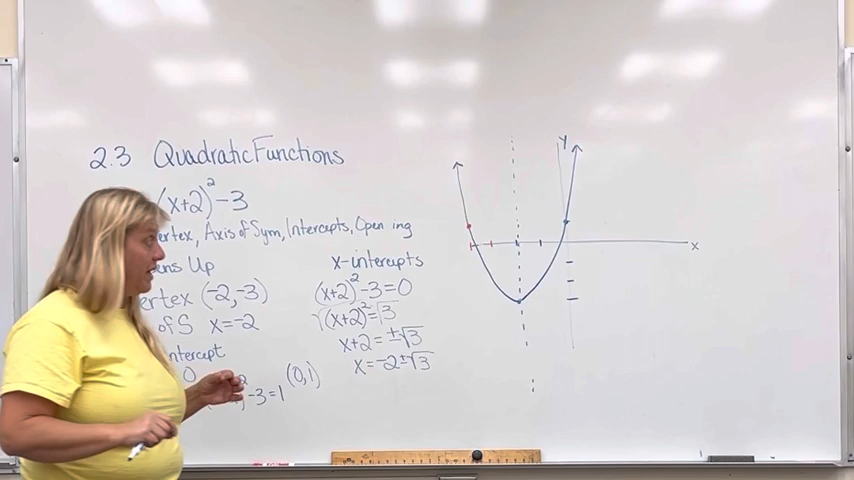 2.3 Quadratic Functions
(x+2)²-3
ertex, Axis of Sym, Intercepts, Opening
ens Up
ertex (-2,-3)
of S x=-2
ntercept
0
-3=1 (0,1)
x-intercepts
(x+2)²-3=0
√(x+2)²=√3
x+2=±√3
x=-2±√3
y
x